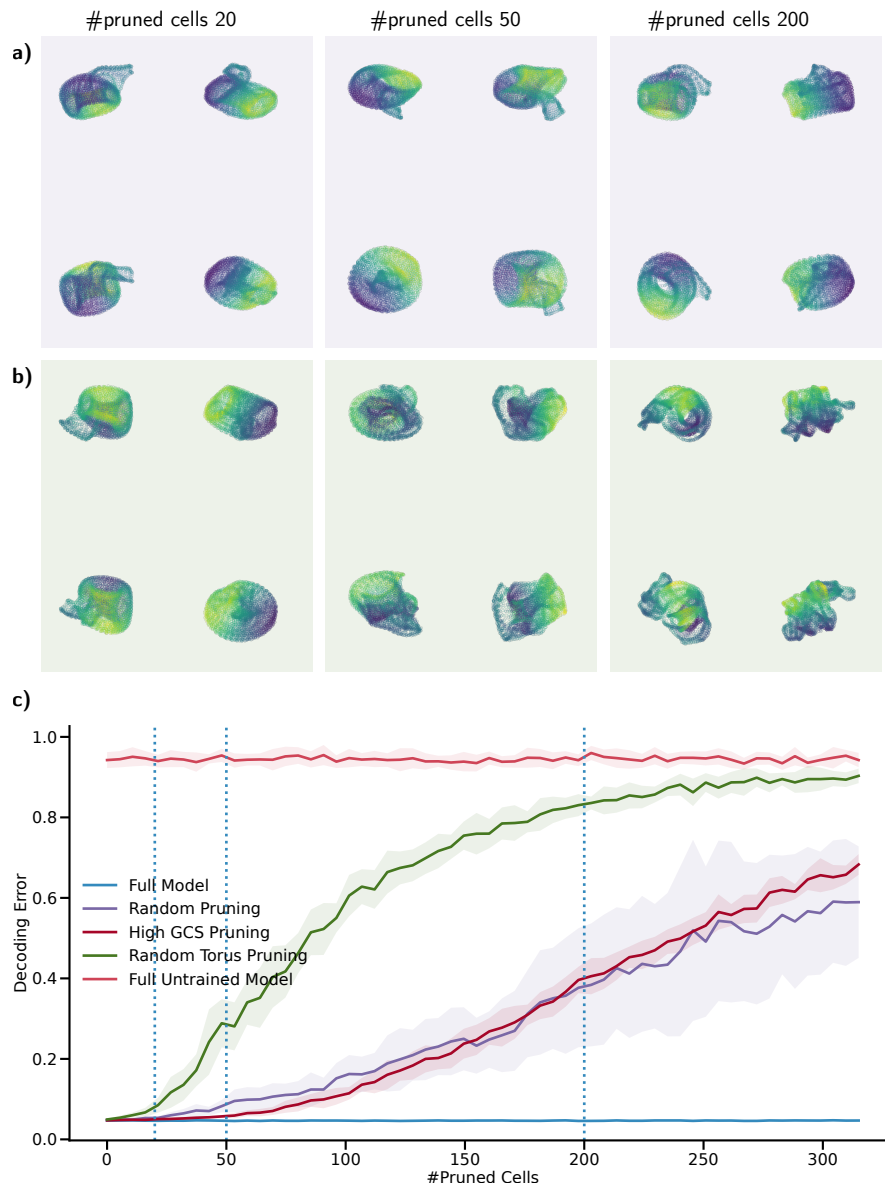 #pruned cells 20
#pruned cells 50
#pruned cells 200
a)
b)
c)
1.0
0.8
0.6
0.4
0.2
0.0
Decoding Error
Full Model
Random Pruning
High GCS Pruning
Random Torus Pruning
Full Untrained Model
0
50
100
150
200
250
300
#Pruned Cells